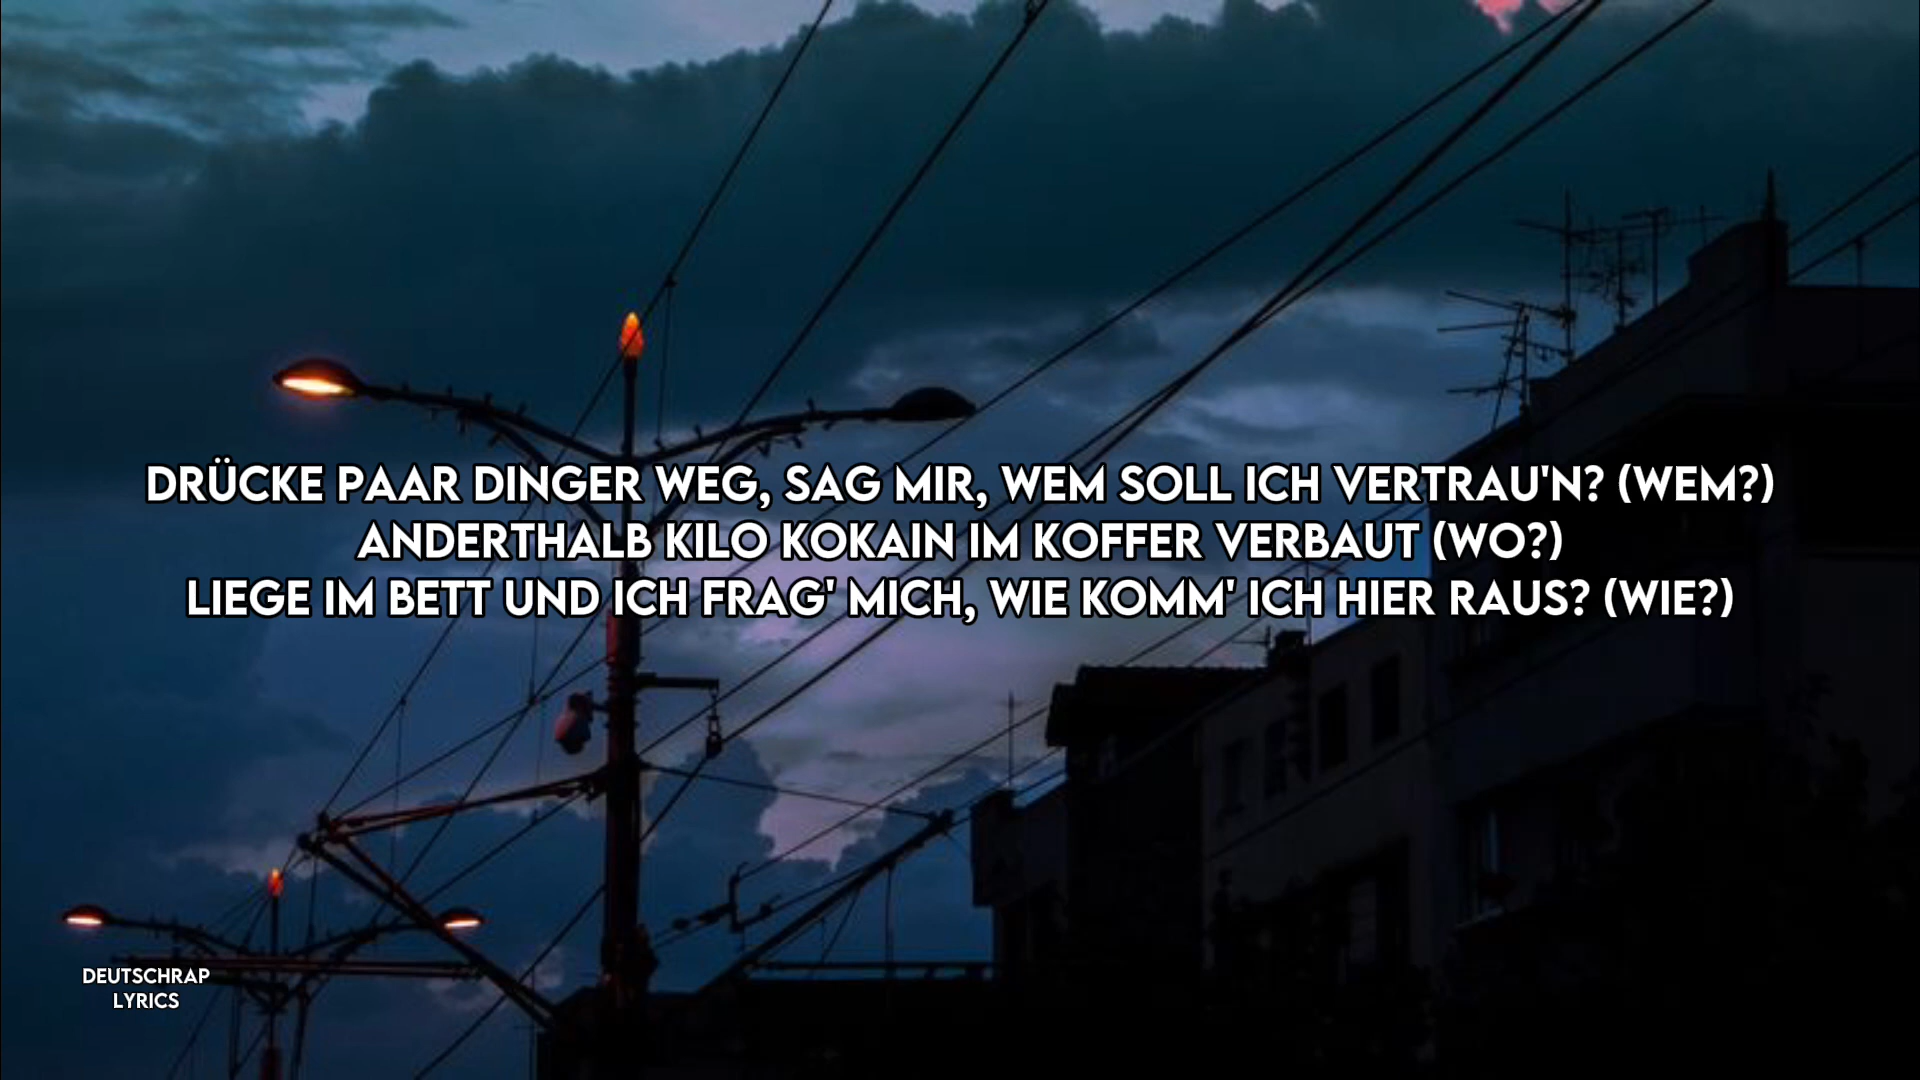 DRÜCKE PAAR DINGER WEG, SAG MIR, WEM SOLL ICH VERTRAU'N? (WEM?)
ANDERTHALB KILO KOKAIN IM KOFFER VERBAUT (WO?)
LIEGE IM BETT UND ICH FRAG' MICH, WIE KOMM' ICH HIER RAUS? (WIE?)
DEUTSCHRAP
LYRICS